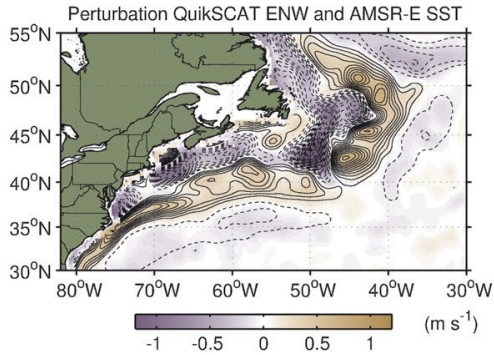 Perturbation QuikSCAT ENW and AMSR-E SST
55°N
50°N
45°N
40°N
35°N
30°N
80°W 70°W 60°W 50°W 40°W 30°W
-1 -0.5 0 0.5 1 (m s⁻¹)